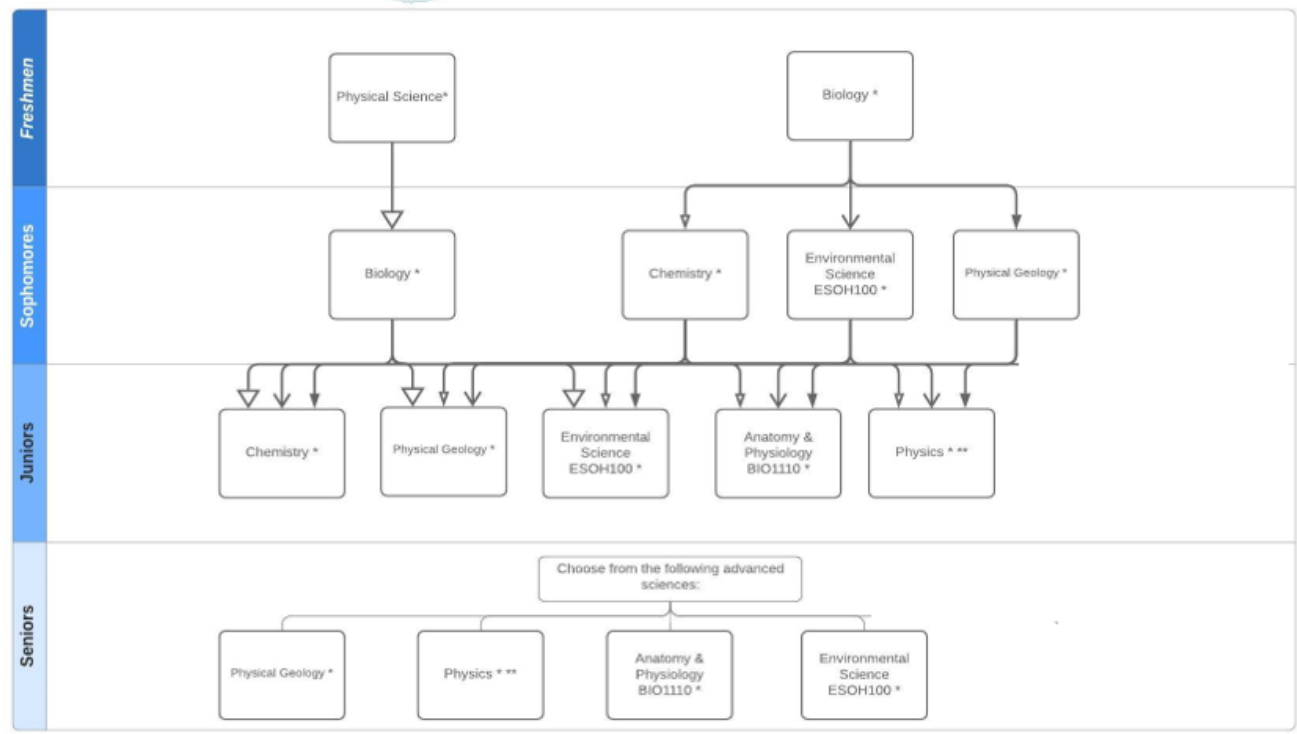 Freshmen
Physical Science*
Biology *
Sophomores
Biology *
Chemistry *
Environmental
Science
ESOH100 *
Physical Geology *
Juniors
Chemistry *
Physical Geology *
Environmental
Science
ESOH100 *
Anatomy &
Physiology
BIO1110 *
Physics * **
Seniors
Choose from the following advanced
sciences:
Physical Geology *
Physics * **
Anatomy &
Physiology
BIO1110 *
Environmental
Science
ESOH100 *